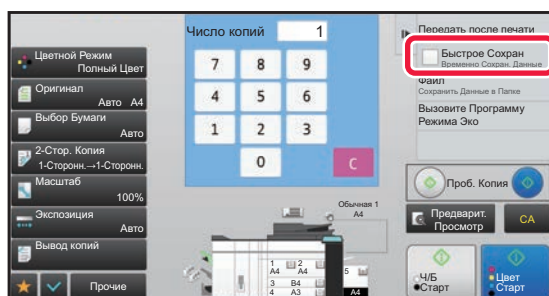 Цветной Режим
Полный Цвет
Оригинал
Авто A4
Выбор Бумаги
Авто
2-Стор. Копия
1-Сторонн.→1-Сторонн.
Масштаб
100%
Экспозиция
Авто
Вывод копий
Прочие
Число копий 1
7 8 9
4 5 6
1 2 3
0 C
Обычная 1
A4
1 2
A4 A4
3 B4
4 A3
5
A4
Передать после печати
Быстрое Сохран
Временно Сохран. Данные
Файл
Сохранить Данные в Папке
Вызовите Программу
Режима Эко
Проб. Копия
Предварит.
Просмотр
CA
Ч/Б
Старт
Цвет
Старт